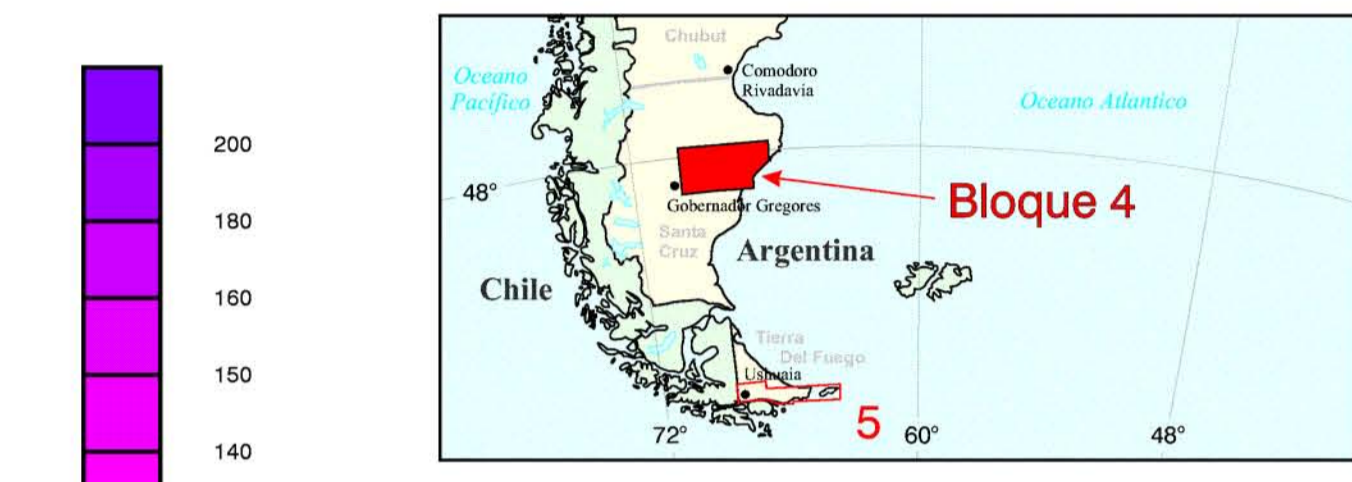 200
180
160
150
140
Chubut
Oceano
Pacífico
Comodoro
Rivadavia
Oceano Atlantico
48°
Gobernador Gregores
Bloque 4
Santa
Cruz
Argentina
Chile
Tierra
Del Fuego
Ushuaia
5
72°
60°
48°